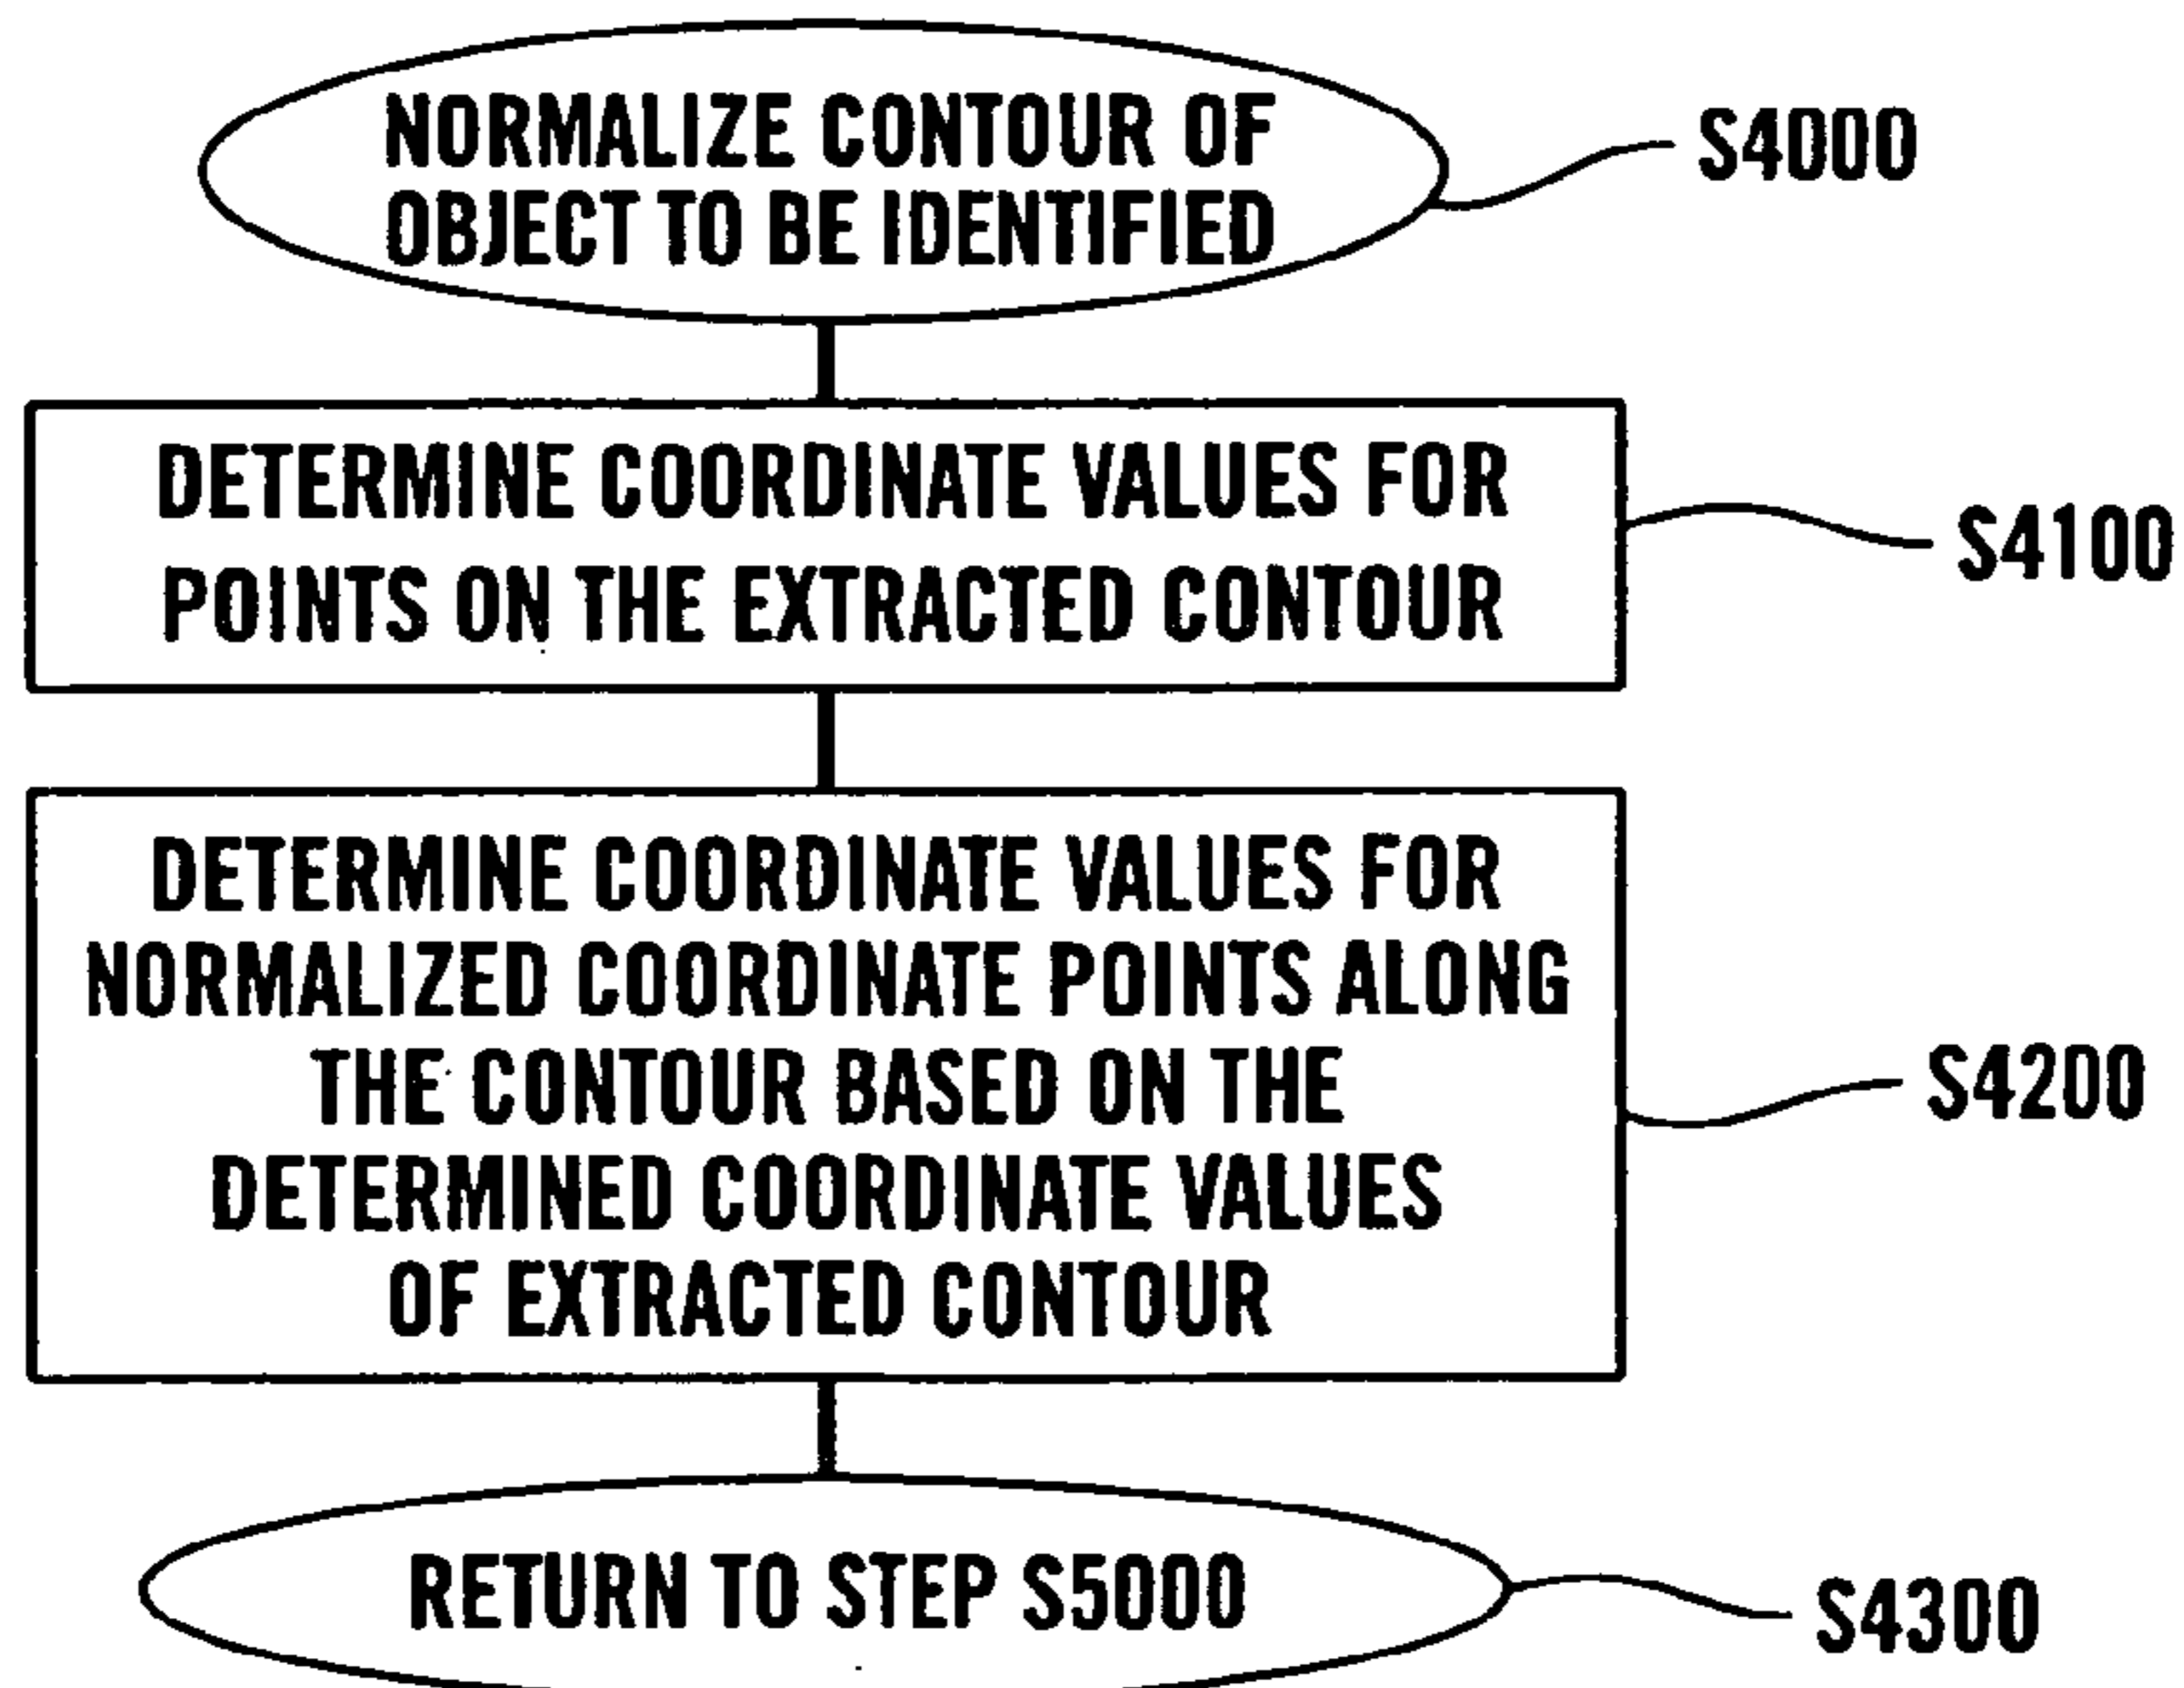 NORMALIZE CONTOUR OF
OBJECT TO BE IDENTIFIED
S4000
DETERMINE COORDINATE VALUES FOR
POINTS ON THE EXTRACTED CONTOUR
S4100
DETERMINE COORDINATE VALUES FOR
NORMALIZED COORDINATE POINTS ALONG
THE CONTOUR BASED ON THE
DETERMINED COORDINATE VALUES
OF EXTRACTED CONTOUR
S4200
RETURN TO STEP S5000
S4300